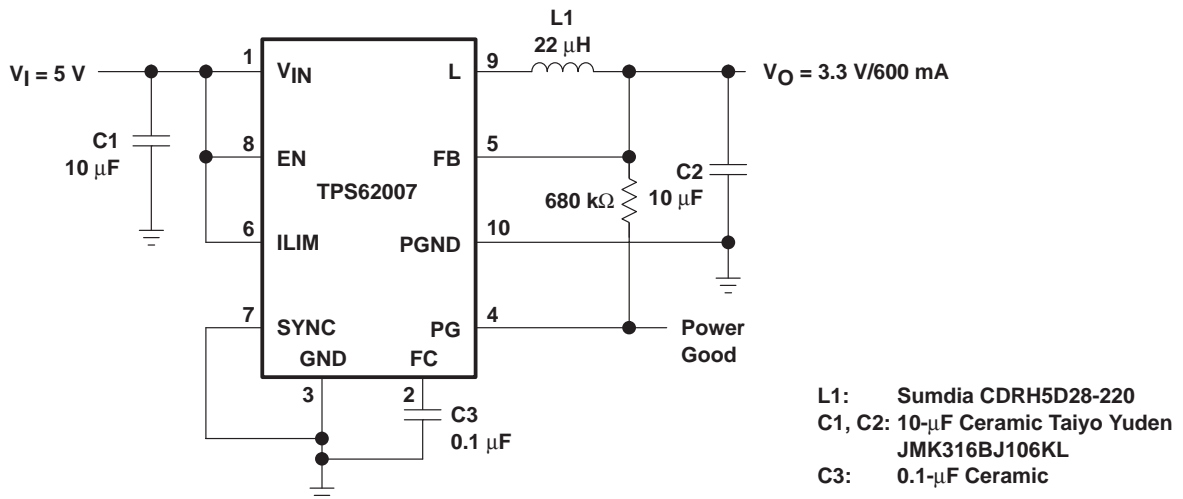 L1
22 μH
VI = 5 V
1
VIN
L
9
VO = 3.3 V/600 mA
C1
10 μF
8
EN
FB
5
TPS62007
680 kΩ
C2
10 μF
6
ILIM
PGND
10
7
SYNC
PG
4
Power
Good
GND
FC
3
2
C3
0.1 μF
L1: Sumdia CDRH5D28-220
C1, C2: 10-μF Ceramic Taiyo Yuden
JMK316BJ106KL
C3: 0.1-μF Ceramic